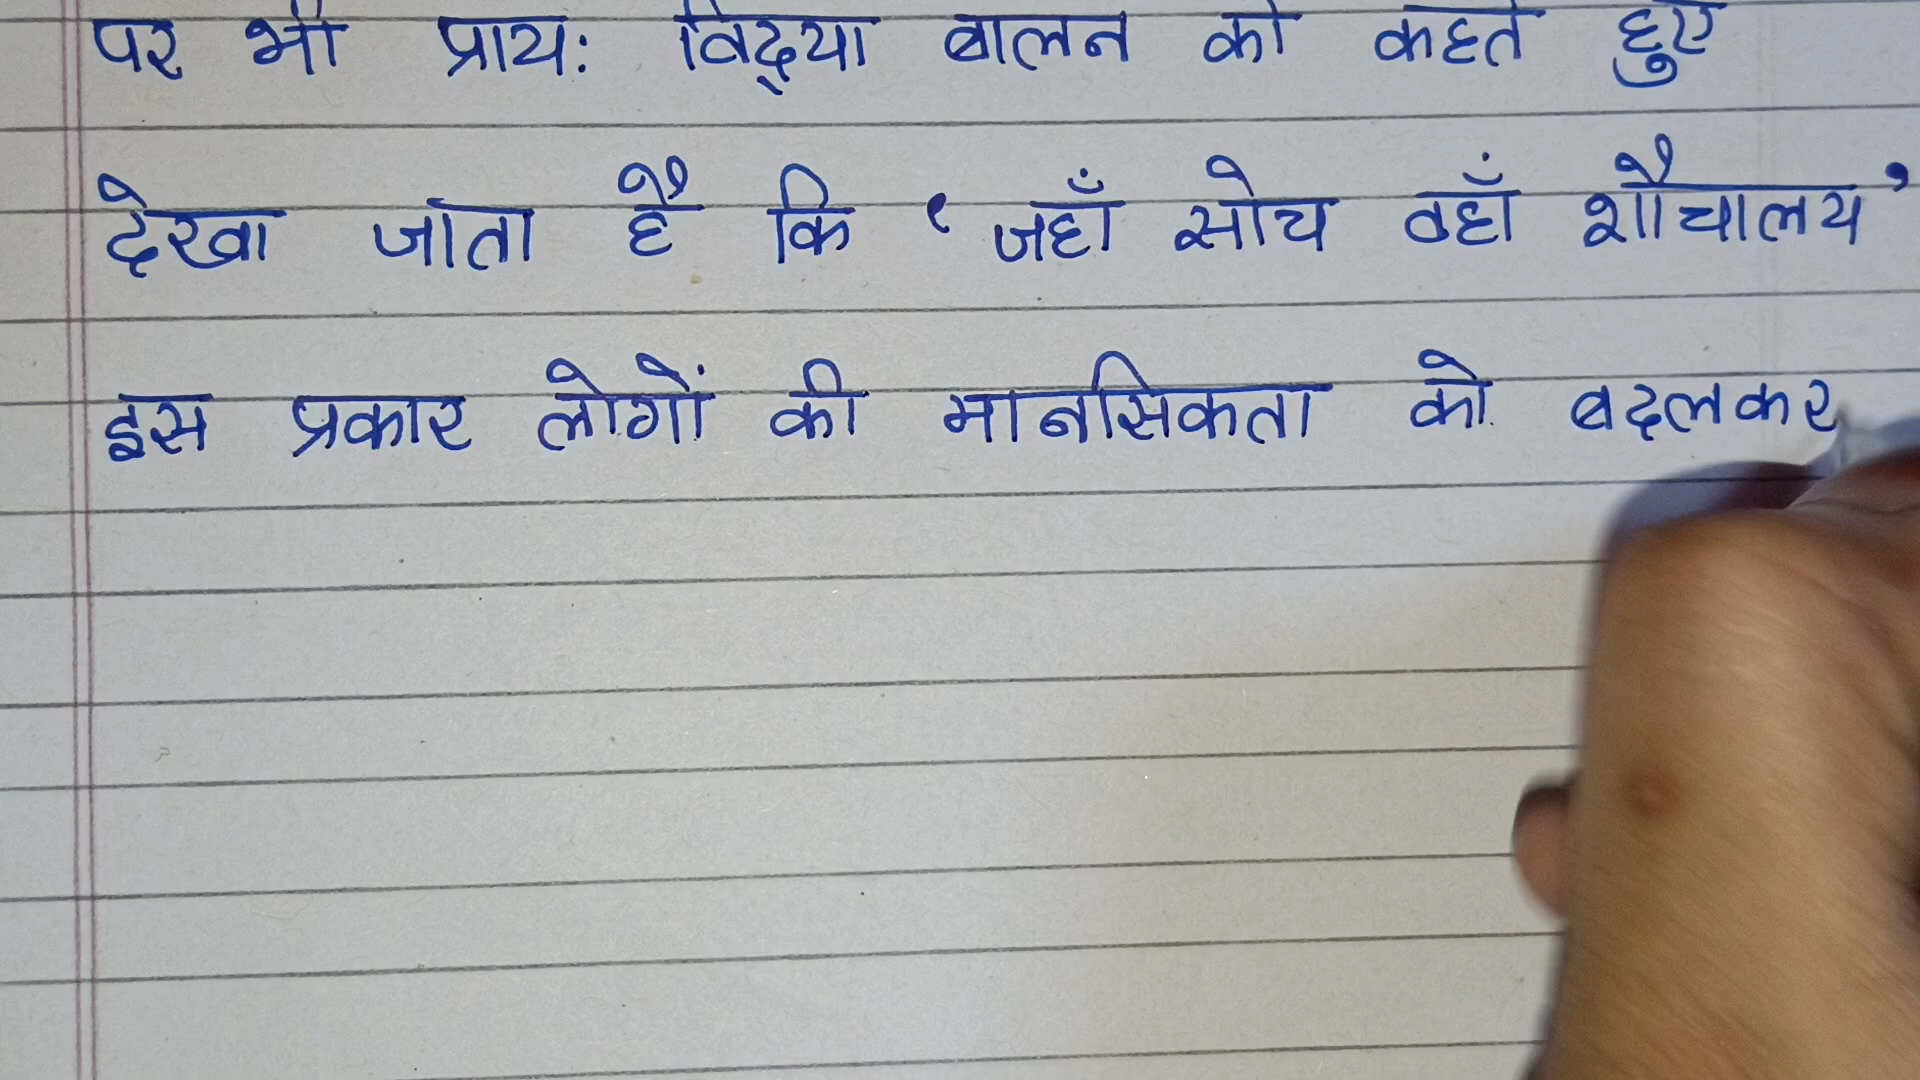 पर भी प्रायः विद्‌या बालन को कहते हुए
देखा जाता है कि ‘जहाँ सोच वहाँ शौचालय’
इस प्रकार लोगों की मानसिकता को बदलकर